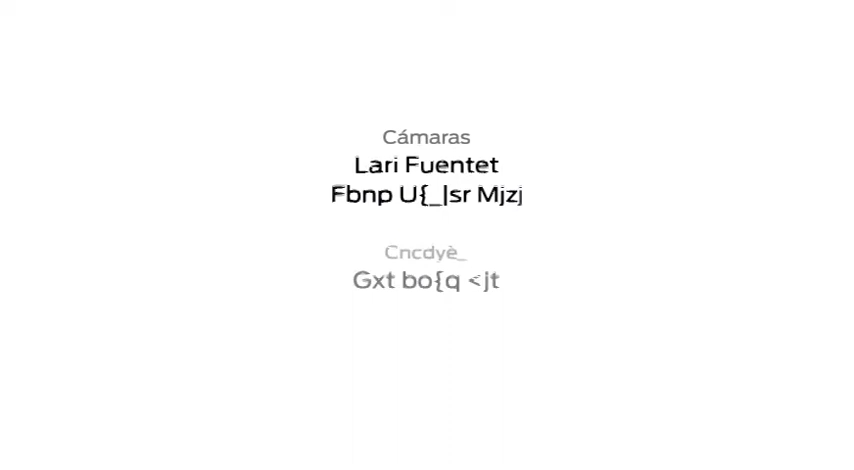 Cámaras
Lari Fuentet
Fbnp U{_|sr Mjzj
Cncdyè_
Gxt bo{q <jt